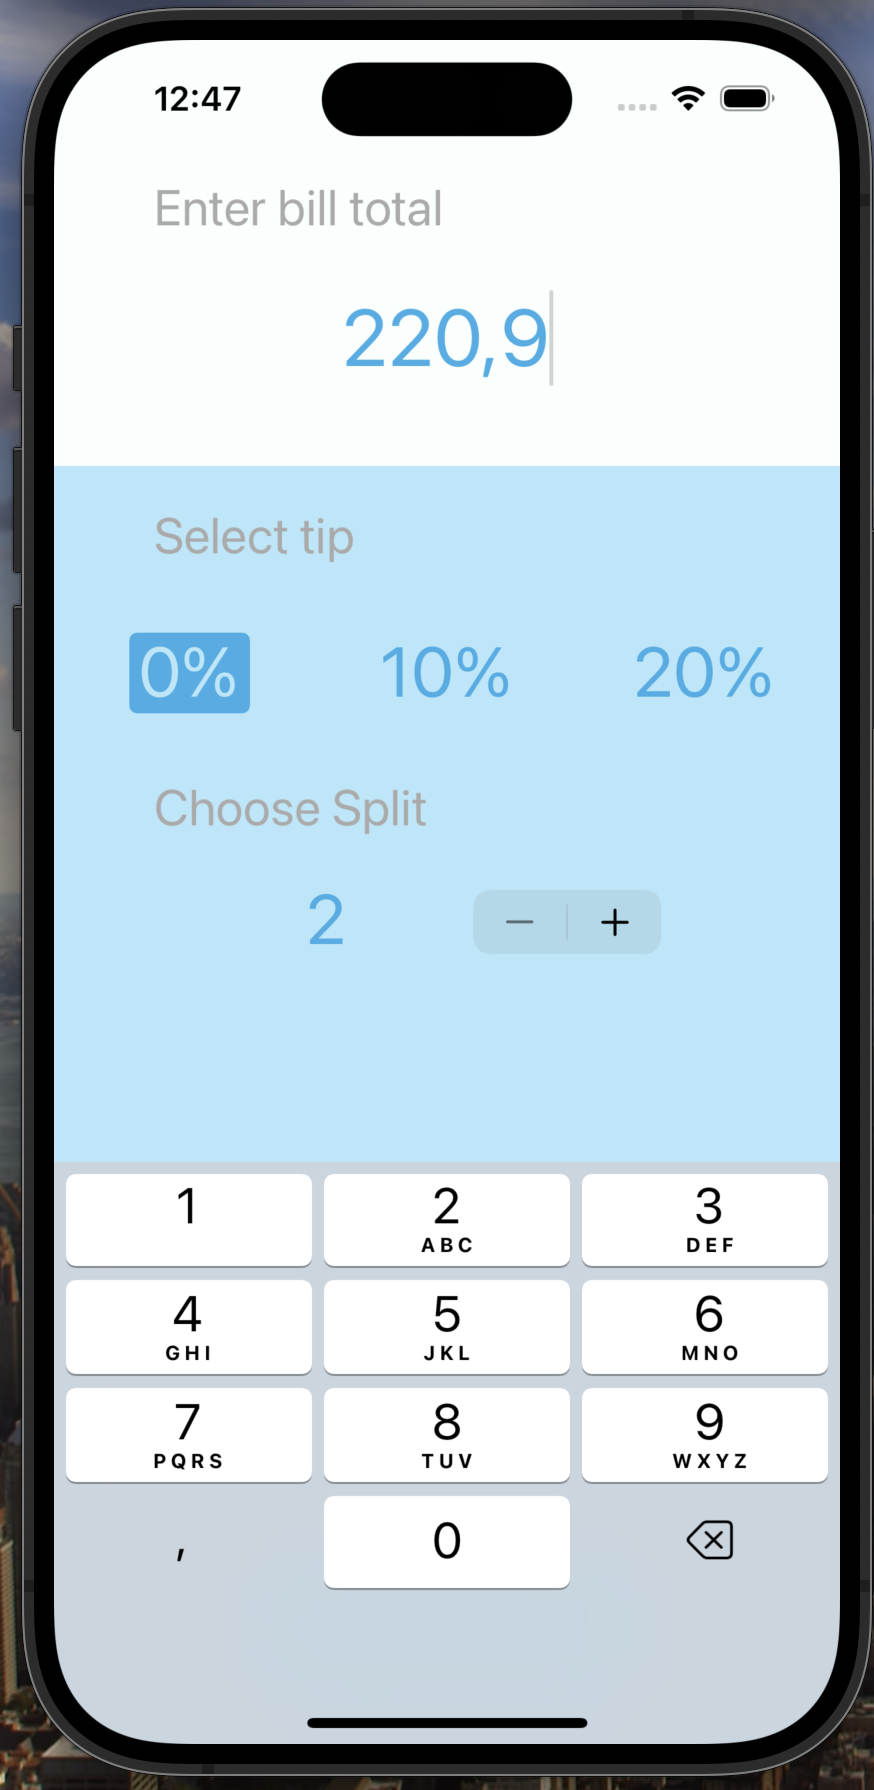 12:47
Enter bill total
220,9
Select tip
0% 10% 20%
Choose Split
2 − +
1 2 3
ABC DEF
4 5 6
GHI JKL MNO
7 8 9
PQRS TUV WXYZ
, 0